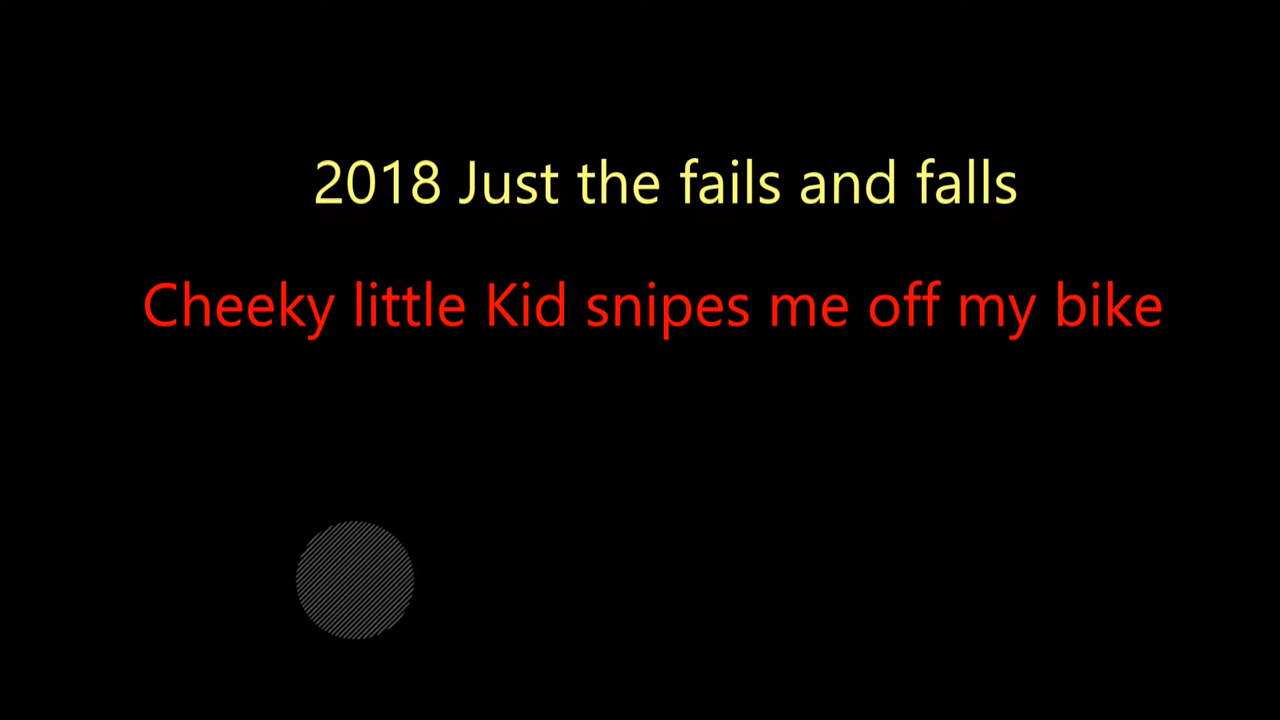 2018 Just the fails and falls
Cheeky little Kid snipes me off my bike